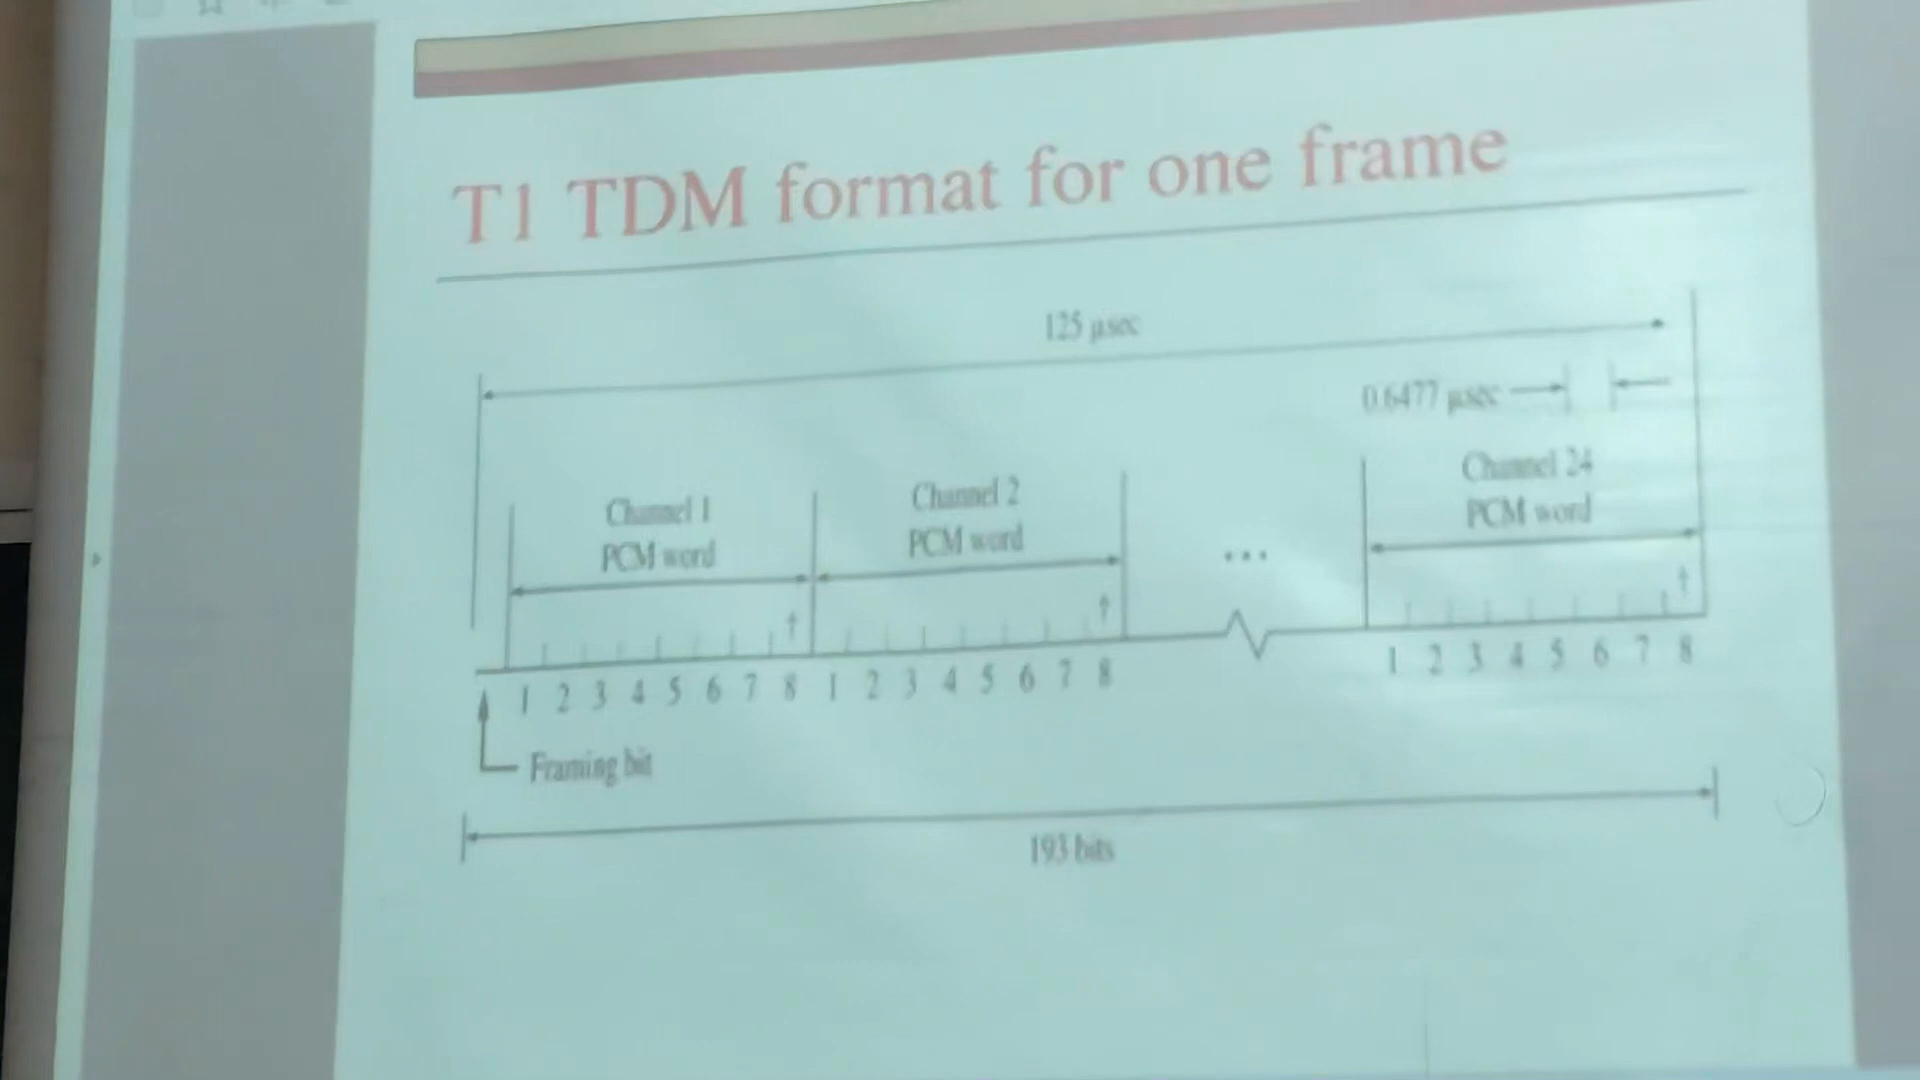 T1 TDM format for one frame
125 μsec
0.6477 μsec
Channel 1
PCM word
Channel 2
PCM word
...
Channel 24
PCM word
1 2 3 4 5 6 7 8 1 2 3 4 5 6 7 8
1 2 3 4 5 6 7 8
Framing bit
193 bits